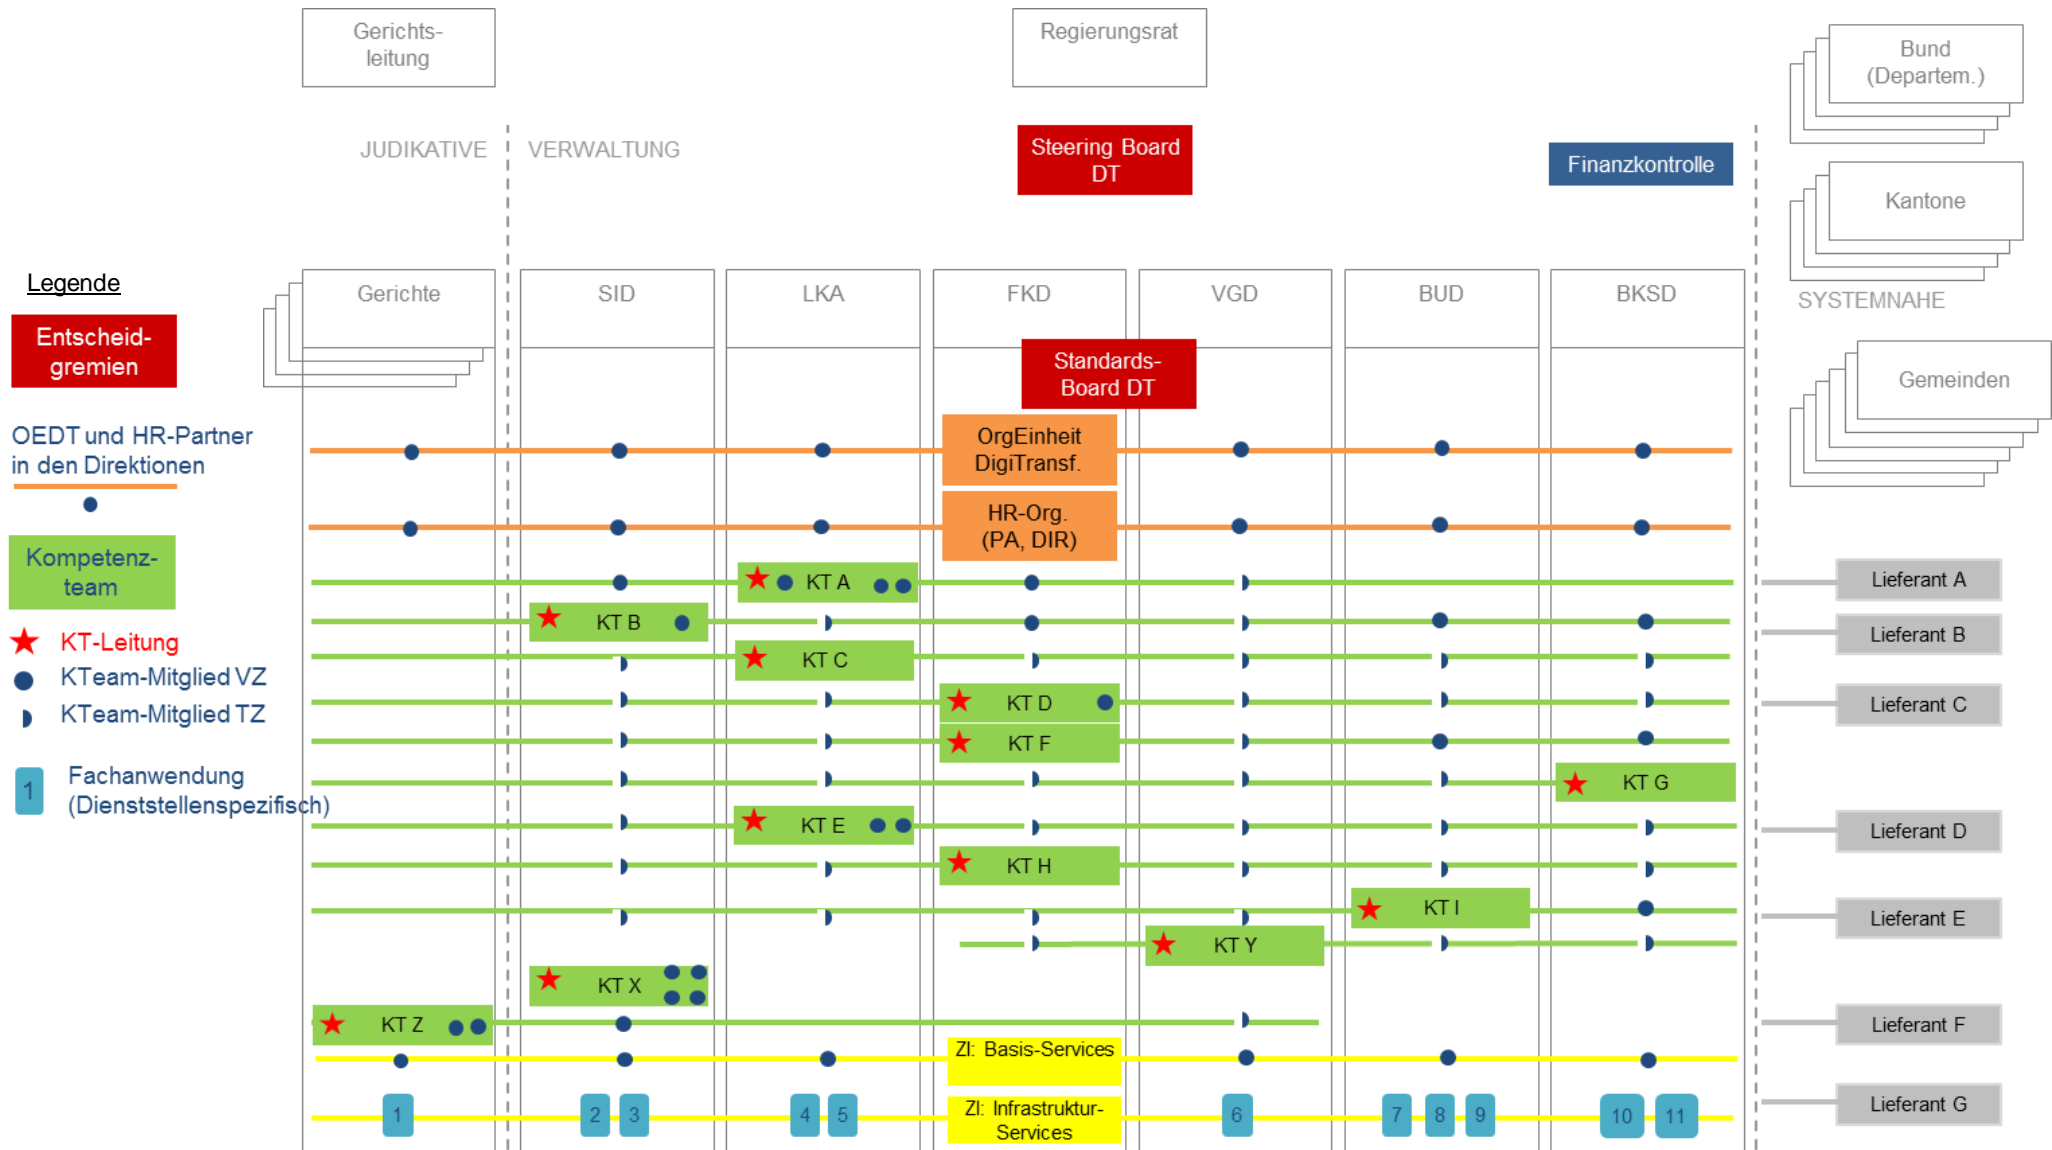 Gerichts-
leitung
Regierungsrat
Bund
(Departem.)
JUDIKATIVE
VERWALTUNG
Steering Board
DT
Finanzkontrolle
Kantone
Legende
Gerichte
SID
LKA
FKD
VGD
BUD
BKSD
SYSTEMNAHE
Entscheid-
gremien
Standards-
Board DT
Gemeinden
OEDT und HR-Partner
in den Direktionen
OrgEinheit
DigiTransf.
HR-Org.
(PA, DIR)
Kompetenz-
team
KT A
Lieferant A
KT-Leitung
KT B
Lieferant B
KTeam-Mitglied VZ
KT C
KTeam-Mitglied TZ
KT D
Lieferant C
KT F
1
Fachanwendung
(Dienststellenspezifisch)
KT G
KT E
Lieferant D
KT H
KT I
Lieferant E
KT Y
KT X
KT Z
Lieferant F
ZI: Basis-Services
1
2
3
4
5
ZI: Infrastruktur-
Services
6
7
8
9
10
11
Lieferant G